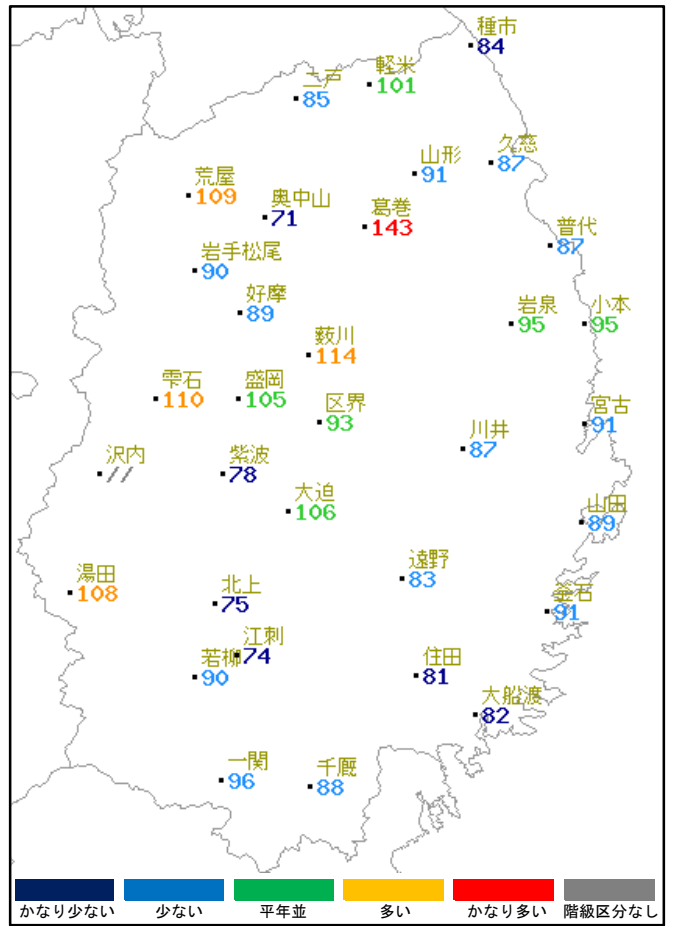 種市
84
軽米
101
二戸
85
久慈
87
山形
91
荒屋
109
奥中山
71
葛巻
143
普代
87
岩手松尾
90
好摩
89
岩泉
95
小本
95
薮川
114
雫石
110
盛岡
105
区界
93
宮古
91
川井
87
沢内
//
紫波
78
大迫
106
山田
89
湯田
108
遠野
83
北上
75
釜石
91
江刺
74
若柳
90
住田
81
大船渡
82
一関
96
千厩
88
かなり少ない 少ない 平年並 多い かなり多い 階級区分なし